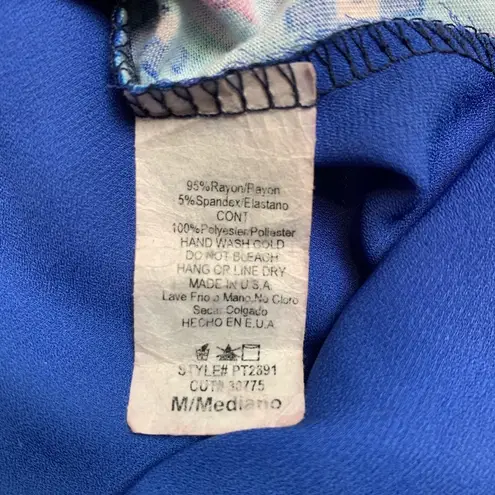 95%Rayon/Rayon
5%Spandex/Elastano
CONT
100%Polyester/Poliester
HAND WASH COLD
DO NOT BLEACH
HANG OR LINE DRY
MADE IN U.S.A
Lave Frio a Mano.No Cloro
Secar Colgado
HECHO EN E.U.A
STYLE# PT2891
CUT# 30775
M/Mediano